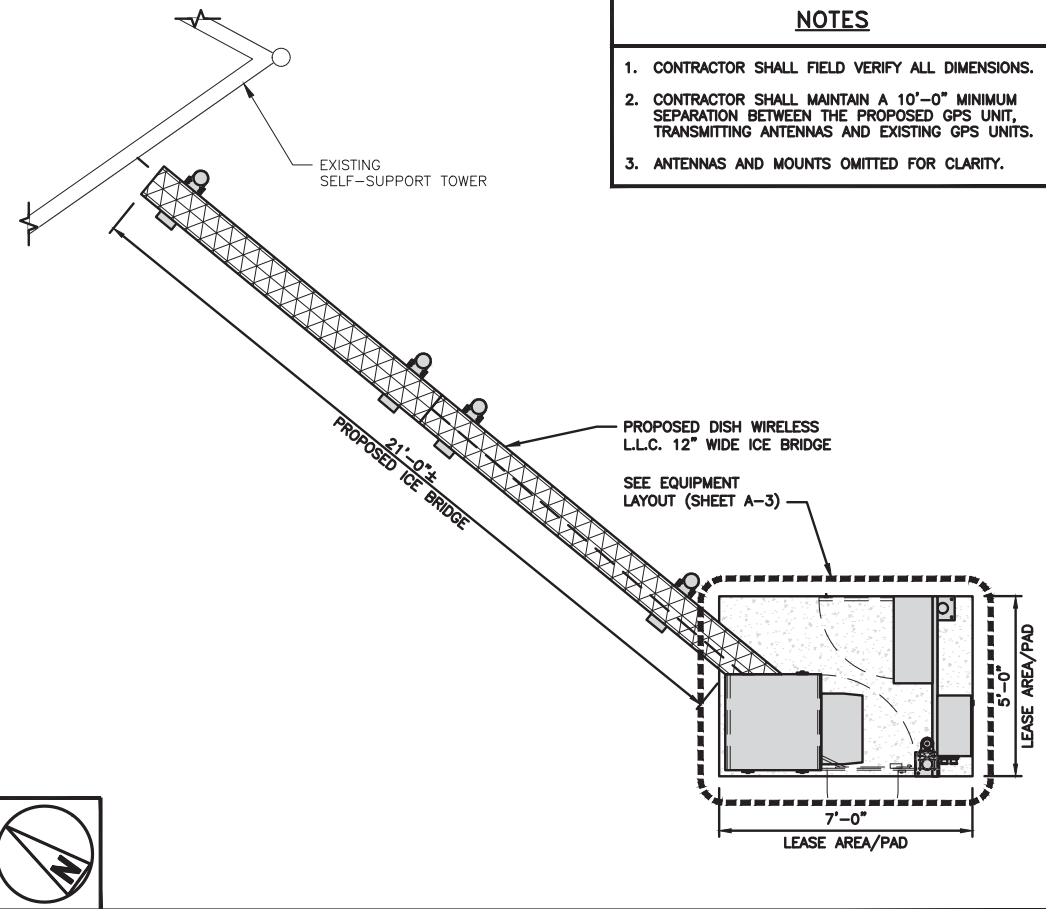 NOTES
1. CONTRACTOR SHALL FIELD VERIFY ALL DIMENSIONS.
2. CONTRACTOR SHALL MAINTAIN A 10'-0" MINIMUM
SEPARATION BETWEEN THE PROPOSED GPS UNIT,
TRANSMITTING ANTENNAS AND EXISTING GPS UNITS.
3. ANTENNAS AND MOUNTS OMITTED FOR CLARITY.
EXISTING
SELF-SUPPORT TOWER
21'-0"±
PROPOSED ICE BRIDGE
PROPOSED DISH WIRELESS
L.L.C. 12" WIDE ICE BRIDGE
SEE EQUIPMENT
LAYOUT (SHEET A-3)
5'-0"
LEASE AREA/PAD
7'-0"
LEASE AREA/PAD
N